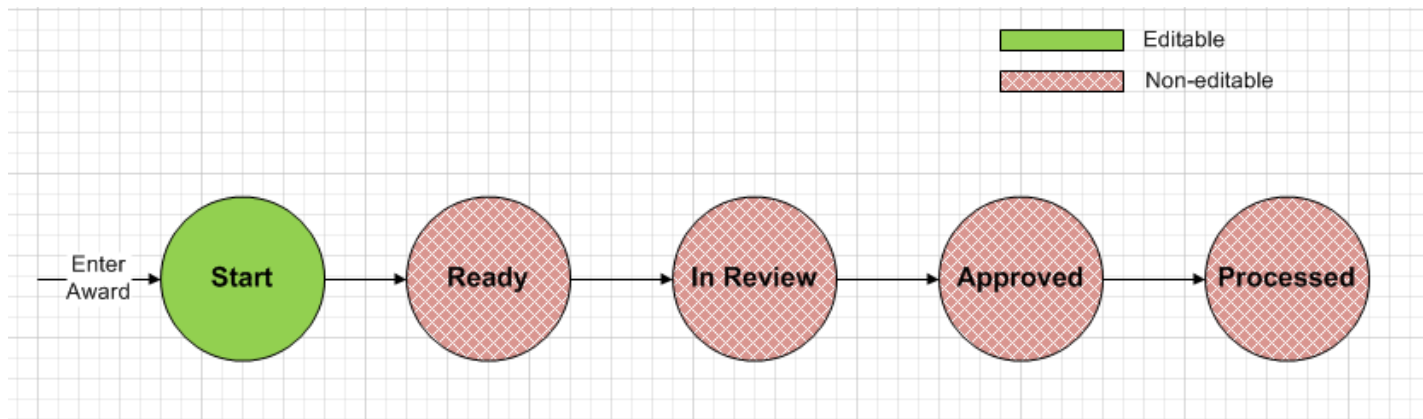 Editable
Non-editable
Enter
Award
Start
Ready
In Review
Approved
Processed